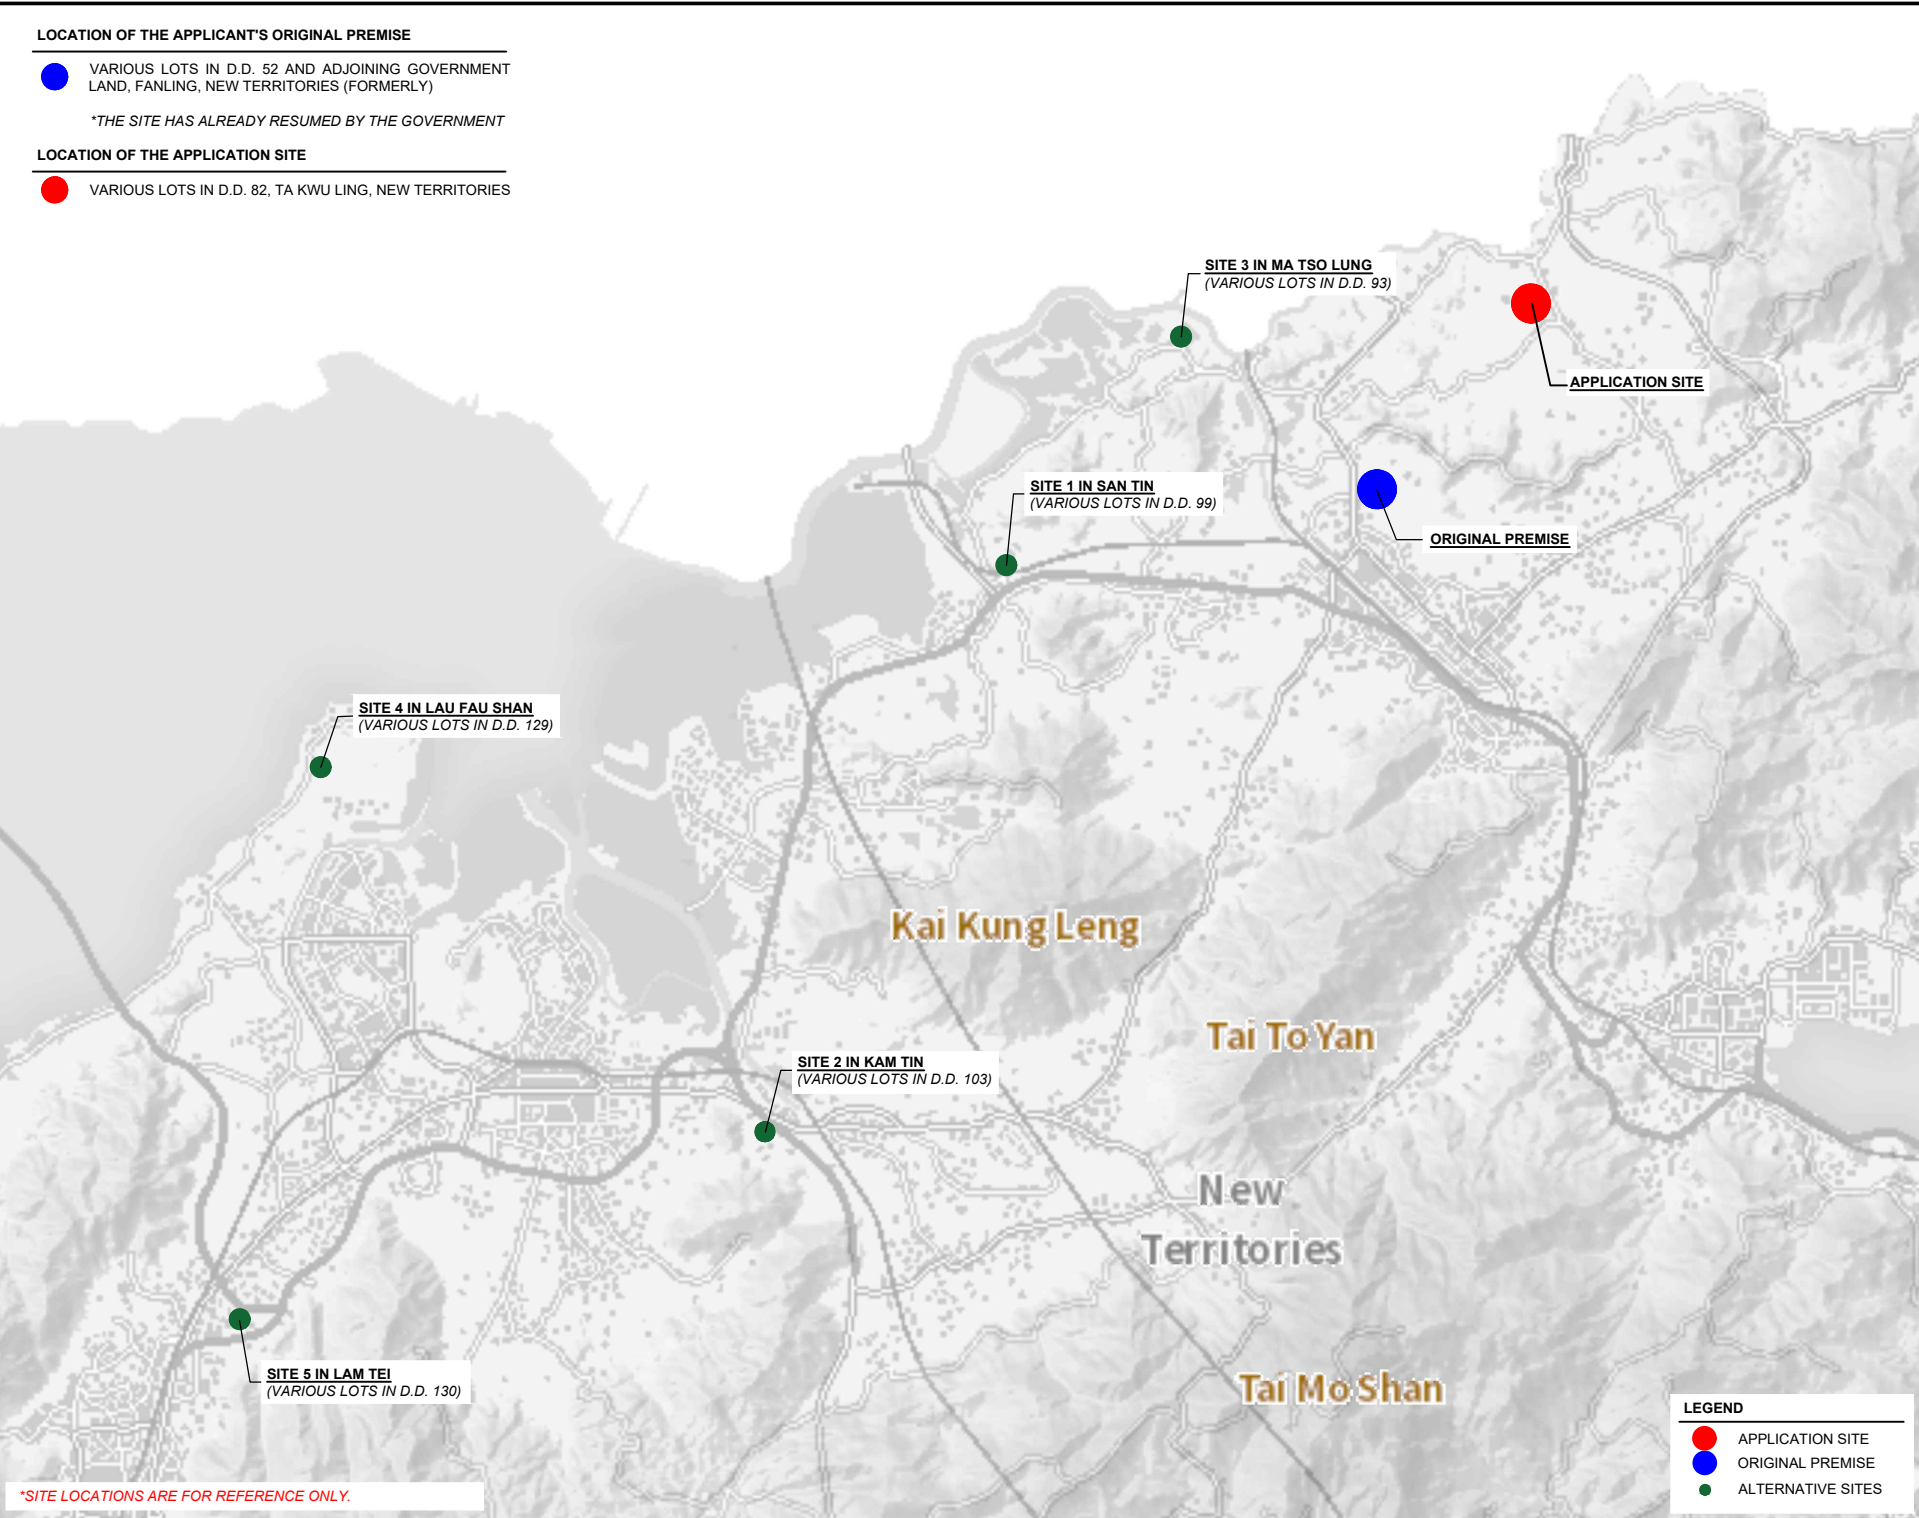 LOCATION OF THE APPLICANT'S ORIGINAL PREMISE
VARIOUS LOTS IN D.D. 52 AND ADJOINING GOVERNMENT
LAND, FANLING, NEW TERRITORIES (FORMERLY)
*THE SITE HAS ALREADY RESUMED BY THE GOVERNMENT
LOCATION OF THE APPLICATION SITE
VARIOUS LOTS IN D.D. 82, TA KWU LING, NEW TERRITORIES
SITE 3 IN MA TSO LUNG
(VARIOUS LOTS IN D.D. 93)
APPLICATION SITE
SITE 1 IN SAN TIN
(VARIOUS LOTS IN D.D. 99)
ORIGINAL PREMISE
SITE 4 IN LAU FAU SHAN
(VARIOUS LOTS IN D.D. 129)
Kai Kung Leng
Tai To Yan
SITE 2 IN KAM TIN
(VARIOUS LOTS IN D.D. 103)
New
Territories
SITE 5 IN LAM TEI
(VARIOUS LOTS IN D.D. 130)
Tai Mo Shan
LEGEND
APPLICATION SITE
ORIGINAL PREMISE
ALTERNATIVE SITES
*SITE LOCATIONS ARE FOR REFERENCE ONLY.